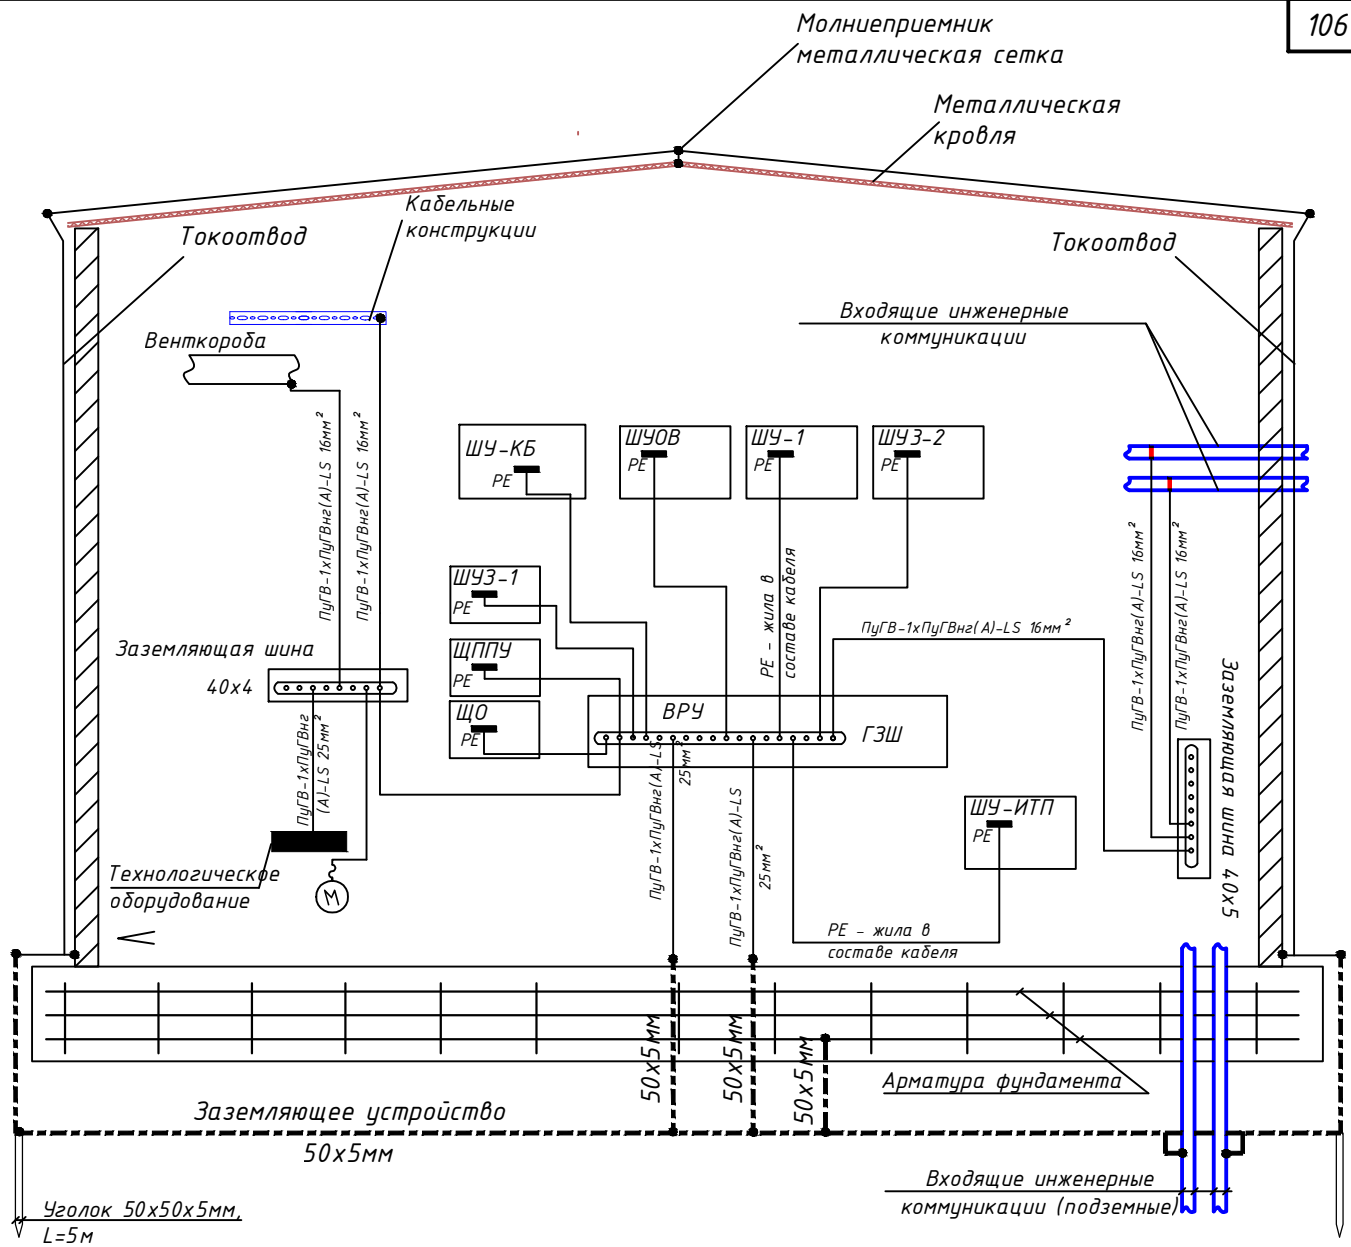 106
Молниеприемник
металлическая сетка
Металлическая
кровля
Кабельные
конструкции
Токоотвод
Токоотвод
Входящие инженерные
коммуникации
Венткороба
ПуГВ-1хПуГВнг(А)-LS 16мм²
ПуГВ-1хПуГВнг(А)-LS 16мм²
ШУ-КБ
PE
ШУОВ
PE
ШУ-1
PE
ШУЗ-2
PE
ШУЗ-1
PE
ЩППУ
PE
ЩО
PE
PE - жила в
составе кабеля
ПуГВ-1хПуГВнг(А)-LS 16мм²
ПуГВ-1хПуГВнг(А)-LS 16мм²
ПуГВ-1хПуГВнг(А)-LS 16мм²
Заземляющая шина
40х4
ВРУ
ГЗШ
Заземляющая шина 40х5
ПуГВ-1хПуГВнг
(А)-LS 25мм²
ПуГВ-1хПуГВнг(А)-LS
25мм²
ПуГВ-1хПуГВнг(А)-LS
25мм²
ШУ-ИТП
PE
Технологическое
оборудование
М
PE - жила в
составе кабеля
50х5мм
50х5мм
50х5мм
Арматура фундамента
Заземляющее устройство
50х5мм
Входящие инженерные
коммуникации (подземные)
Уголок 50х50х5мм,
L=5м